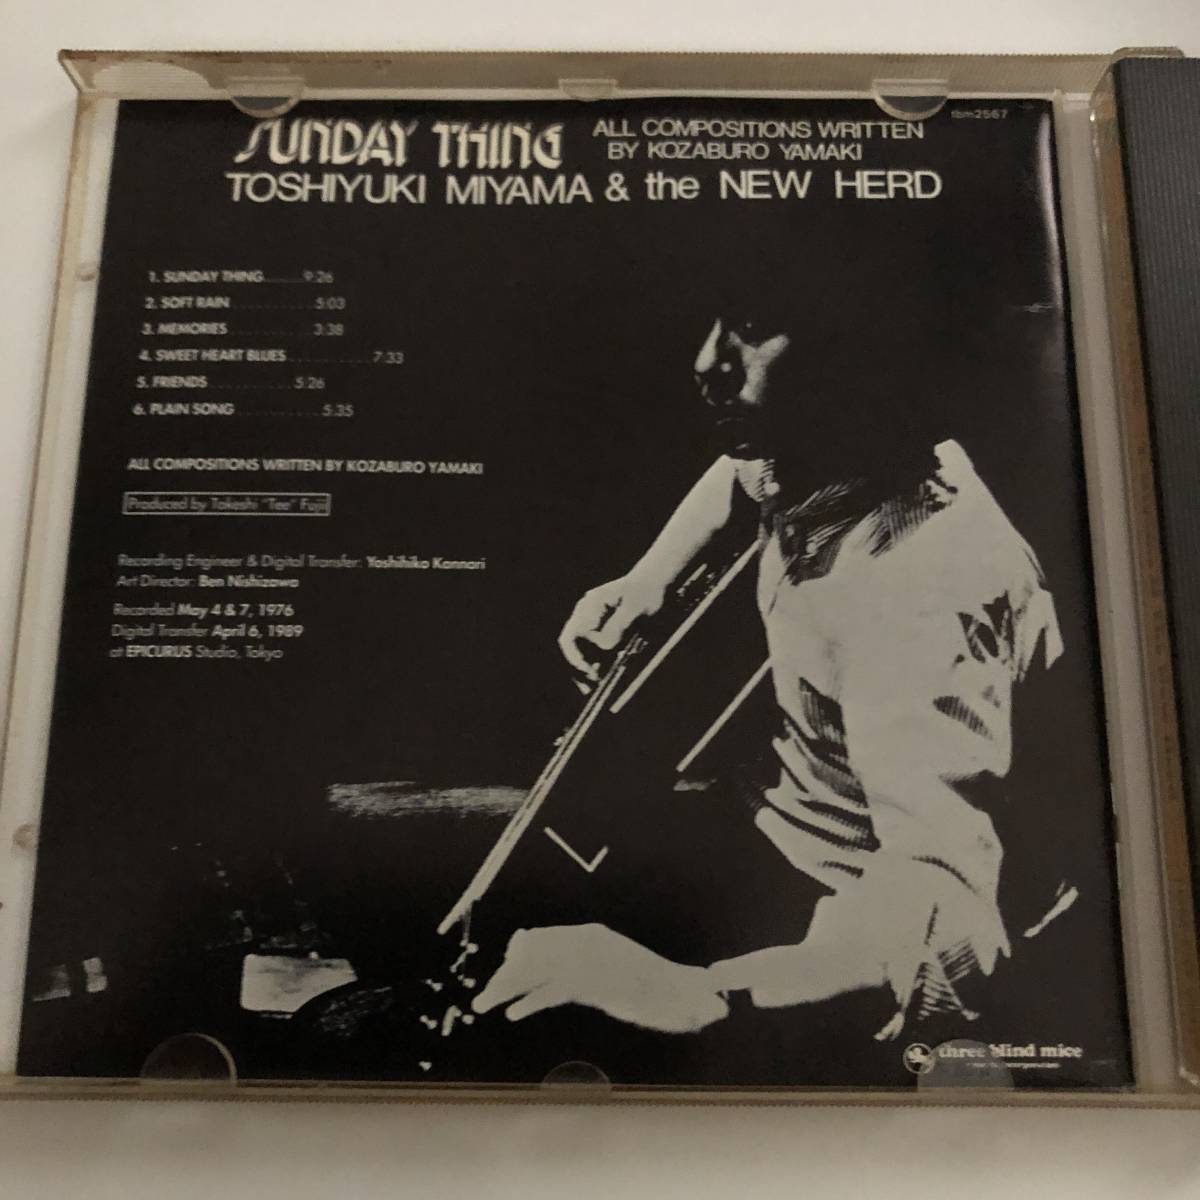 tbm2567
SUNDAY THING
ALL COMPOSITIONS WRITTEN
BY KOZABURO YAMAKI
TOSHIYUKI MIYAMA & the NEW HERD
1. SUNDAY THING.......9:26
2. SOFT RAIN...........5:03
3. MEMORIES...........3:38
4. SWEET HEART BLUES...........7:33
5. FRIENDS...........5:26
6. PLAIN SONG...........5:35
ALL COMPOSITIONS WRITTEN BY KOZABURO YAMAKI
Produced by Takeshi "Tee" Fujii
Recording Engineer & Digital Transfer: Yoshihiko Kannari
Art Director: Ben Nishizawa
Recorded May 4 & 7, 1976
Digital Transfer April 6, 1989
at EPICURUS Studio, Tokyo
three blind mice